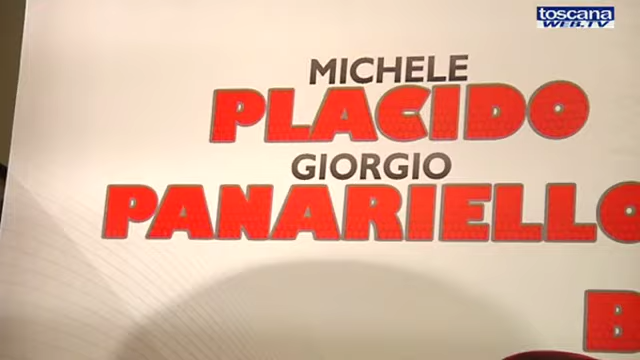 toscana
WEB.TV
MICHELE
PLACIDO
GIORGIO
PANARIELLO
B